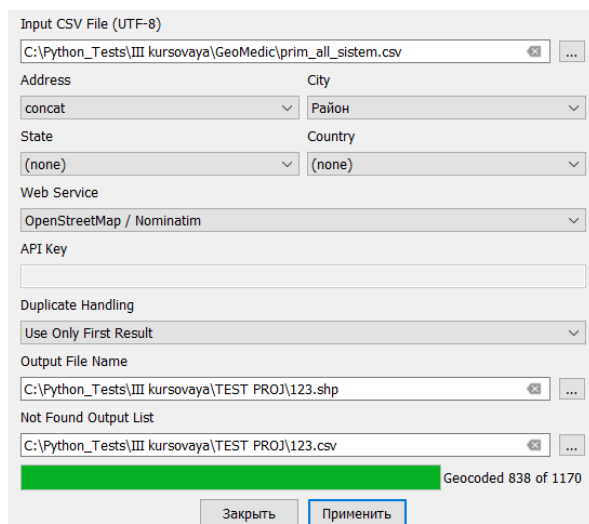 Input CSV File (UTF-8)
C:\Python_Tests\III kursovaya\GeoMedic\prim_all_sistem.csv
...
Address City
concat Район
State Country
(none) (none)
Web Service
OpenStreetMap / Nominatim
API Key
Duplicate Handling
Use Only First Result
Output File Name
C:\Python_Tests\III kursovaya\TEST PROJ\123.shp
...
Not Found Output List
C:\Python_Tests\III kursovaya\TEST PROJ\123.csv
...
Geocoded 838 of 1170
Закрыть Применить